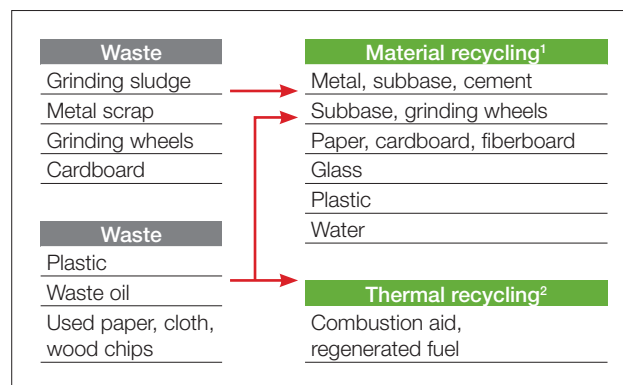 Waste
Grinding sludge
Metal scrap
Grinding wheels
Cardboard
Waste
Plastic
Waste oil
Used paper, cloth,
wood chips
Material recycling¹
Metal, subbase, cement
Subbase, grinding wheels
Paper, cardboard, fiberboard
Glass
Plastic
Water
Thermal recycling²
Combustion aid,
regenerated fuel